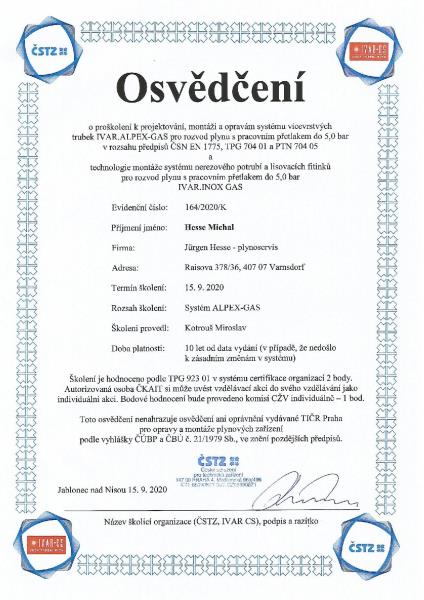 ČSTZ
IVAR CS
Osvědčení
o proškolení k projektování, montáži a opravám systému vícevrstvých
trubek IVAR.ALPEX-GAS pro rozvod plynu s pracovním přetlakem do 5,0 bar
v rozsahu předpisů ČSN EN 1775, TPG 704 01 a PTN 704 05
a
technologie montáže systému nerezového potrubí a lisovacích fitinků
pro rozvod plynu s pracovním přetlakem do 5,0 bar
IVAR.INOX GAS
Evidenční číslo: 164/2020/K
Příjmení jméno: Hesse Michal
Firma: Jürgen Hesse - plynoservis
Adresa: Raisova 378/36, 407 07 Varnsdorf
Termín školení: 15. 9. 2020
Rozsah školení: Systém ALPEX-GAS
Školení provedl: Kotrouš Miroslav
Doba platnosti: 10 let od data vydání (v případě, že nedošlo
k zásadním změnám v systému)
Školení je hodnoceno podle TPG 923 01 v systému certifikace organizací 2 body.
Autorizovaná osoba ČKAIT si může uvést vzdělávací akci do svého vzdělávání jako
individuální akci. Bodové hodnocení bude provedeno komisí CŽV individuálně – 1 bod.
Toto osvědčení nenahrazuje osvědčení ani oprávnění vydávané TIČR Praha
pro opravy a montáže plynových zařízení
podle vyhlášky ČÚBP a ČBÚ č. 21/1979 Sb., ve znění pozdějších předpisů.
ČSTZ
České sdružení
pro technická zařízení
Jablonec nad Nisou 15. 9. 2020
Název školicí organizace (ČSTZ, IVAR CS), podpis a razítko
IVAR CS
ČSTZ